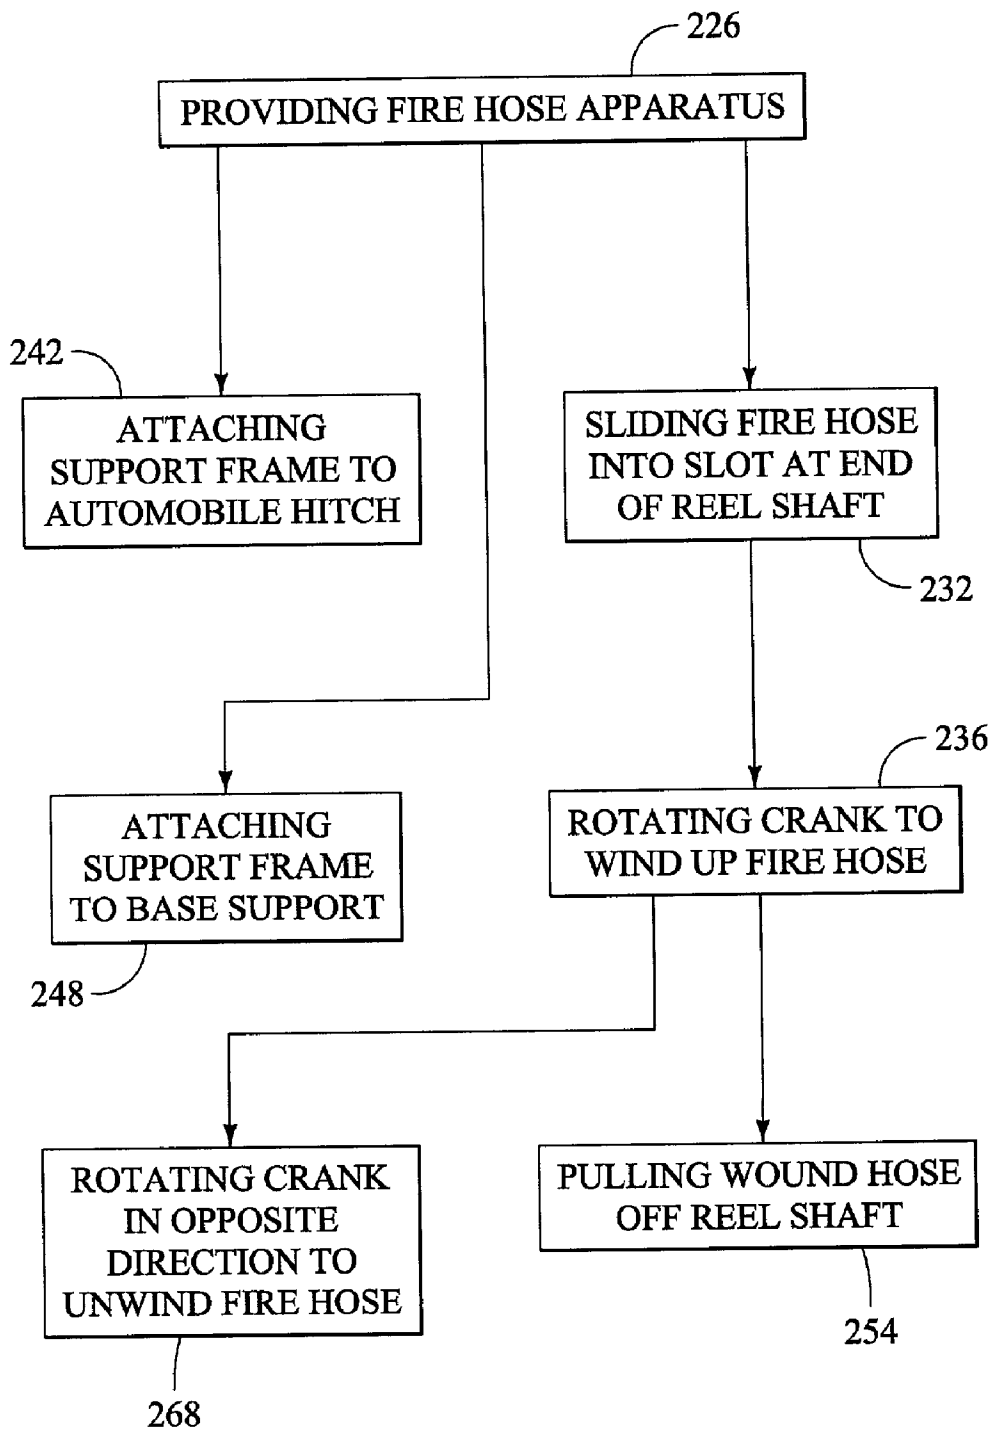 226
PROVIDING FIRE HOSE APPARATUS
242
ATTACHING
SUPPORT FRAME TO
AUTOMOBILE HITCH
SLIDING FIRE HOSE
INTO SLOT AT END
OF REEL SHAFT
232
236
ATTACHING
SUPPORT FRAME
TO BASE SUPPORT
248
ROTATING CRANK TO
WIND UP FIRE HOSE
ROTATING CRANK
IN OPPOSITE
DIRECTION TO
UNWIND FIRE HOSE
268
PULLING WOUND HOSE
OFF REEL SHAFT
254